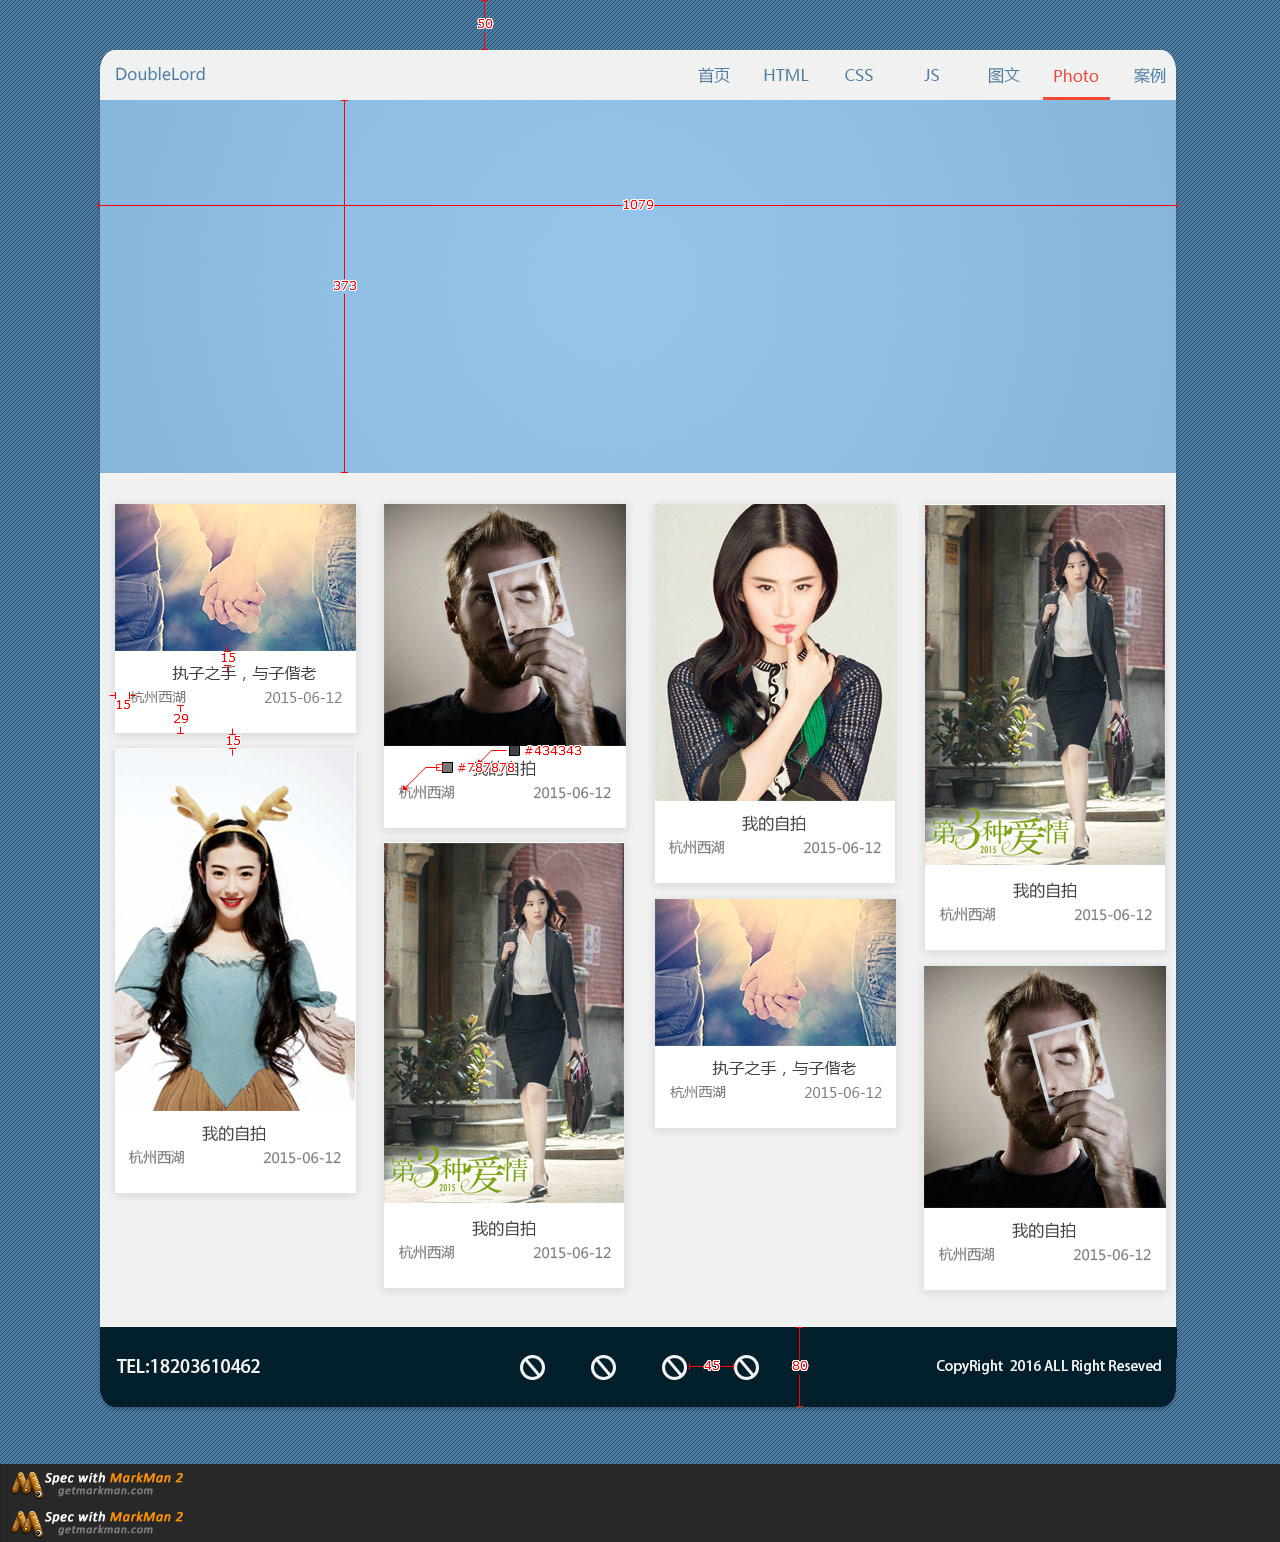 50
DoubleLord 首页 HTML CSS JS 图文 Photo 案例
1079
373
15
执子之手，与子偕老
杭州西湖 2015-06-12
15
29
15
#434343
#787878
我的自拍
杭州西湖 2015-06-12
我的自拍
杭州西湖 2015-06-12
第3种爱情
2015
我的自拍
杭州西湖 2015-06-12
我的自拍
杭州西湖 2015-06-12
第3种爱情
2015
我的自拍
杭州西湖 2015-06-12
执子之手，与子偕老
杭州西湖 2015-06-12
我的自拍
杭州西湖 2015-06-12
TEL:18203610462
45
80
CopyRight 2016 ALL Right Reseved
Spec with MarkMan 2
getmarkman.com
Spec with MarkMan 2
getmarkman.com